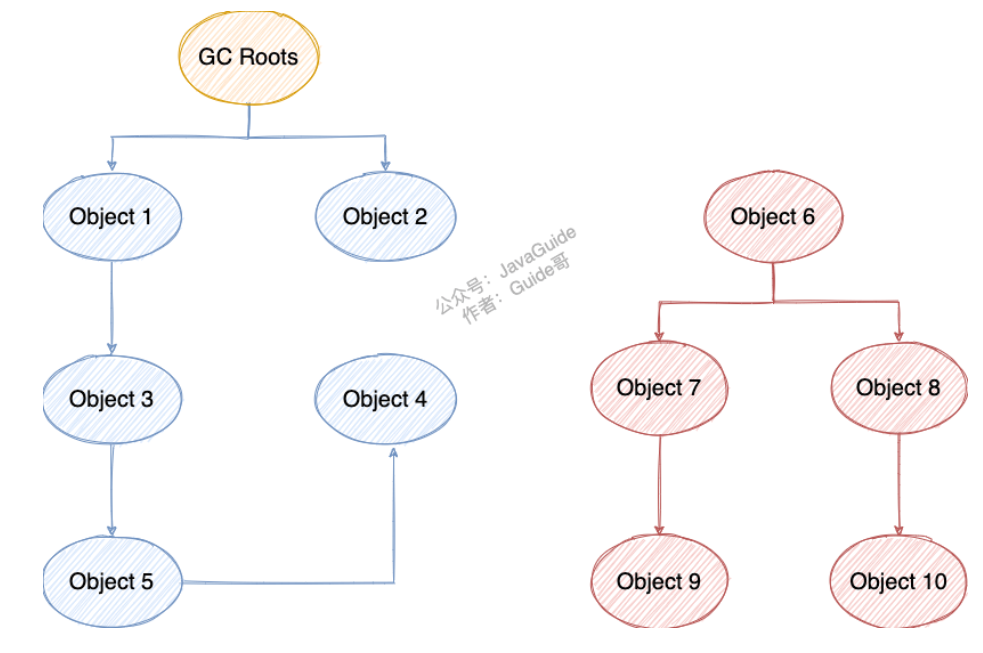 GC Roots
Object 1
Object 2
Object 6
公众号：JavaGuide
作者：Guide哥
Object 3
Object 4
Object 7
Object 8
Object 5
Object 9
Object 10